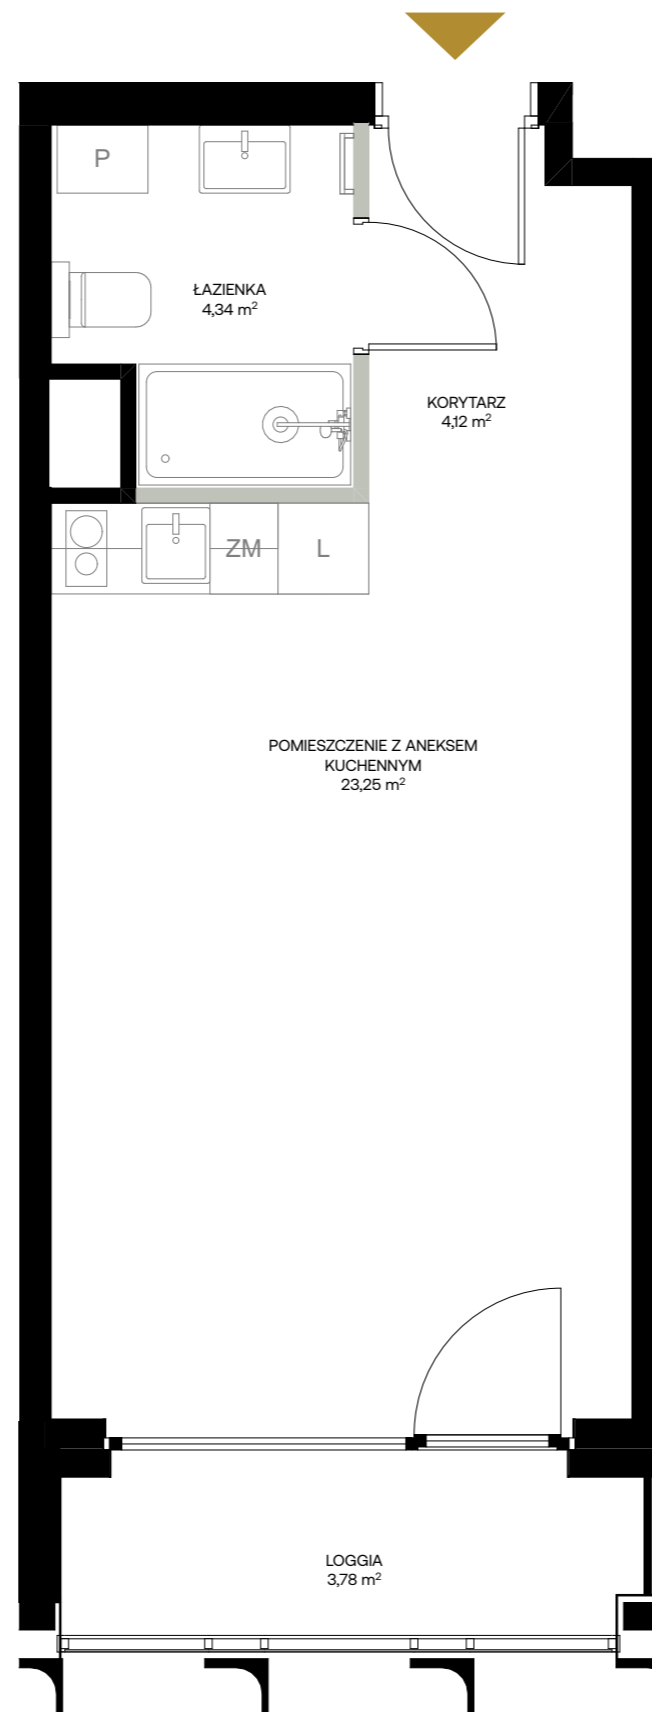 P
ŁAZIENKA
4,34 m²
KORYTARZ
4,12 m²
ZM
L
POMIESZCZENIE Z ANEKSEM
KUCHENNYM
23,25 m²
LOGGIA
3,78 m²